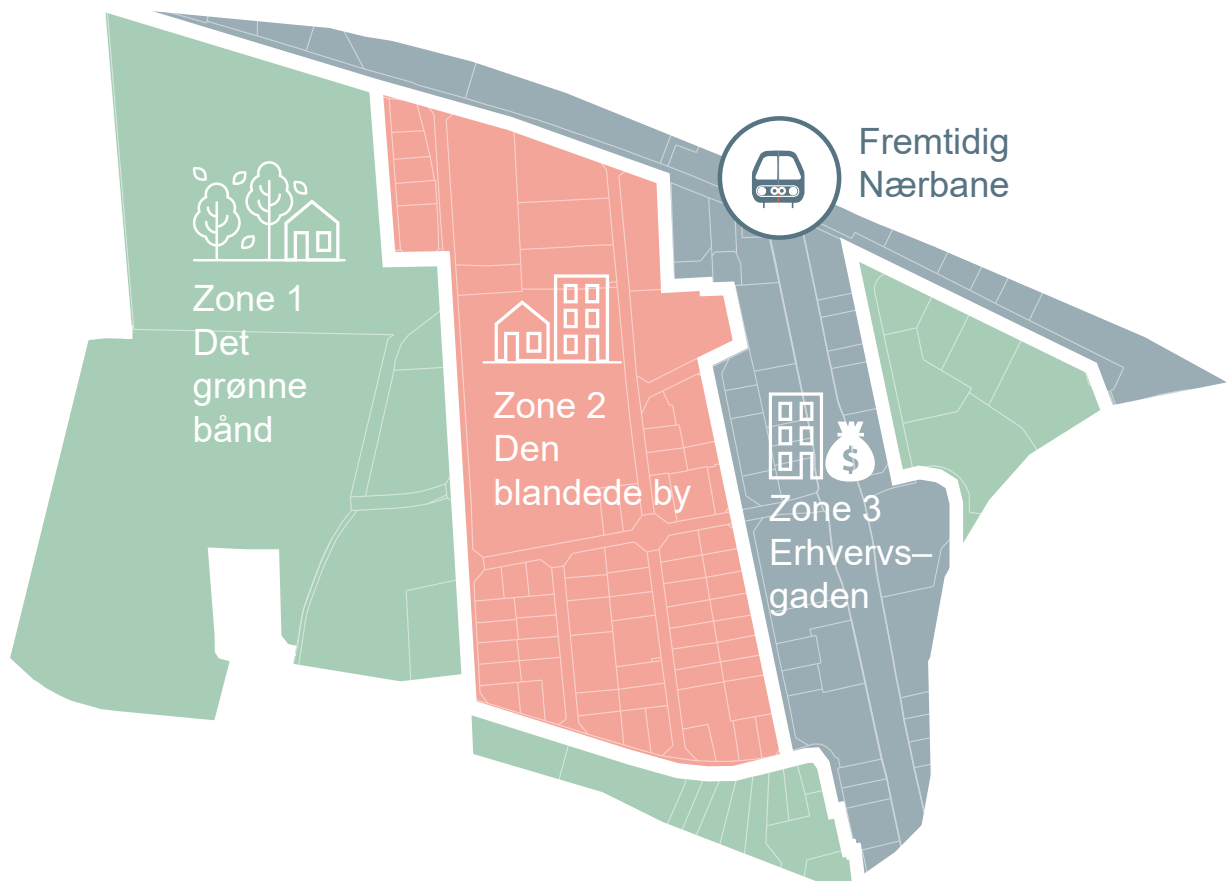 Fremtidig
Nærbane
Zone 1
Det
grønne
bånd
Zone 2
Den
blandede by
$
Zone 3
Erhvervs–
gaden